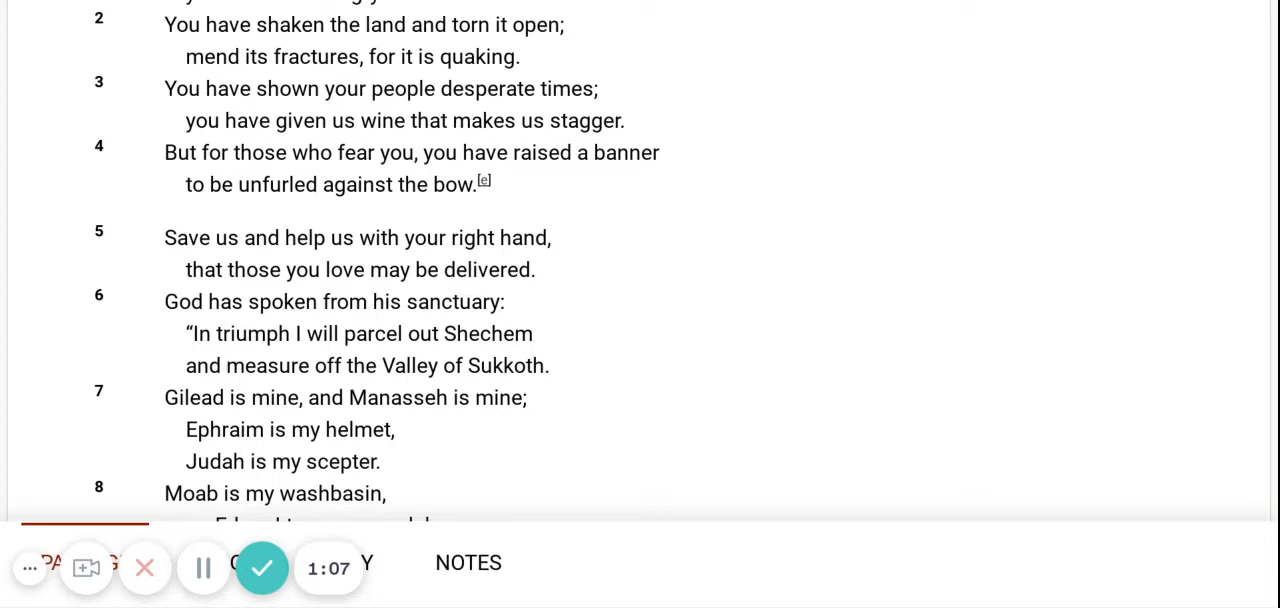 2 You have shaken the land and torn it open;
mend its fractures, for it is quaking.
3 You have shown your people desperate times;
you have given us wine that makes us stagger.
4 But for those who fear you, you have raised a banner
to be unfurled against the bow.[e]
5 Save us and help us with your right hand,
that those you love may be delivered.
6 God has spoken from his sanctuary:
“In triumph I will parcel out Shechem
and measure off the Valley of Sukkoth.
7 Gilead is mine, and Manasseh is mine;
Ephraim is my helmet,
Judah is my scepter.
8 Moab is my washbasin,
NOTES
1:07